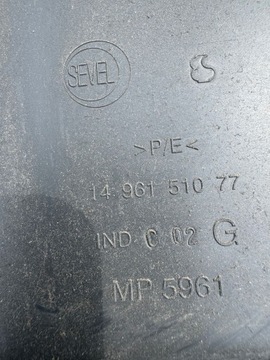 SEVEL
>P/E<
14 961 510 77
IND C 02 G
MP 5961